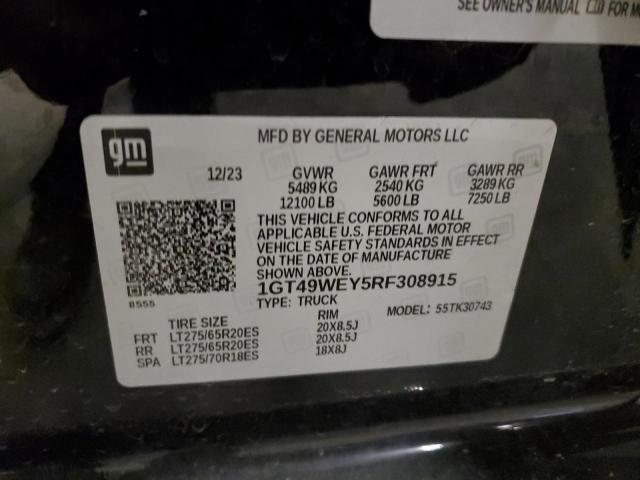 SEE OWNER'S MANUAL FOR
gm
MFD BY GENERAL MOTORS LLC
12/23 GVWR GAWR FRT GAWR RR
5489 KG 2540 KG 3289 KG
12100 LB 5600 LB 7250 LB
THIS VEHICLE CONFORMS TO ALL
APPLICABLE U.S. FEDERAL MOTOR
VEHICLE SAFETY STANDARDS IN EFFECT
ON THE DATE OF MANUFACTURE
SHOWN ABOVE.
1GT49WEY5RF308915
8555
TYPE: TRUCK MODEL: 55TK30743
TIRE SIZE RIM
FRT LT275/65R20ES 20X8.5J
RR LT275/65R20ES 20X8.5J
SPA LT275/70R18ES 18X8J